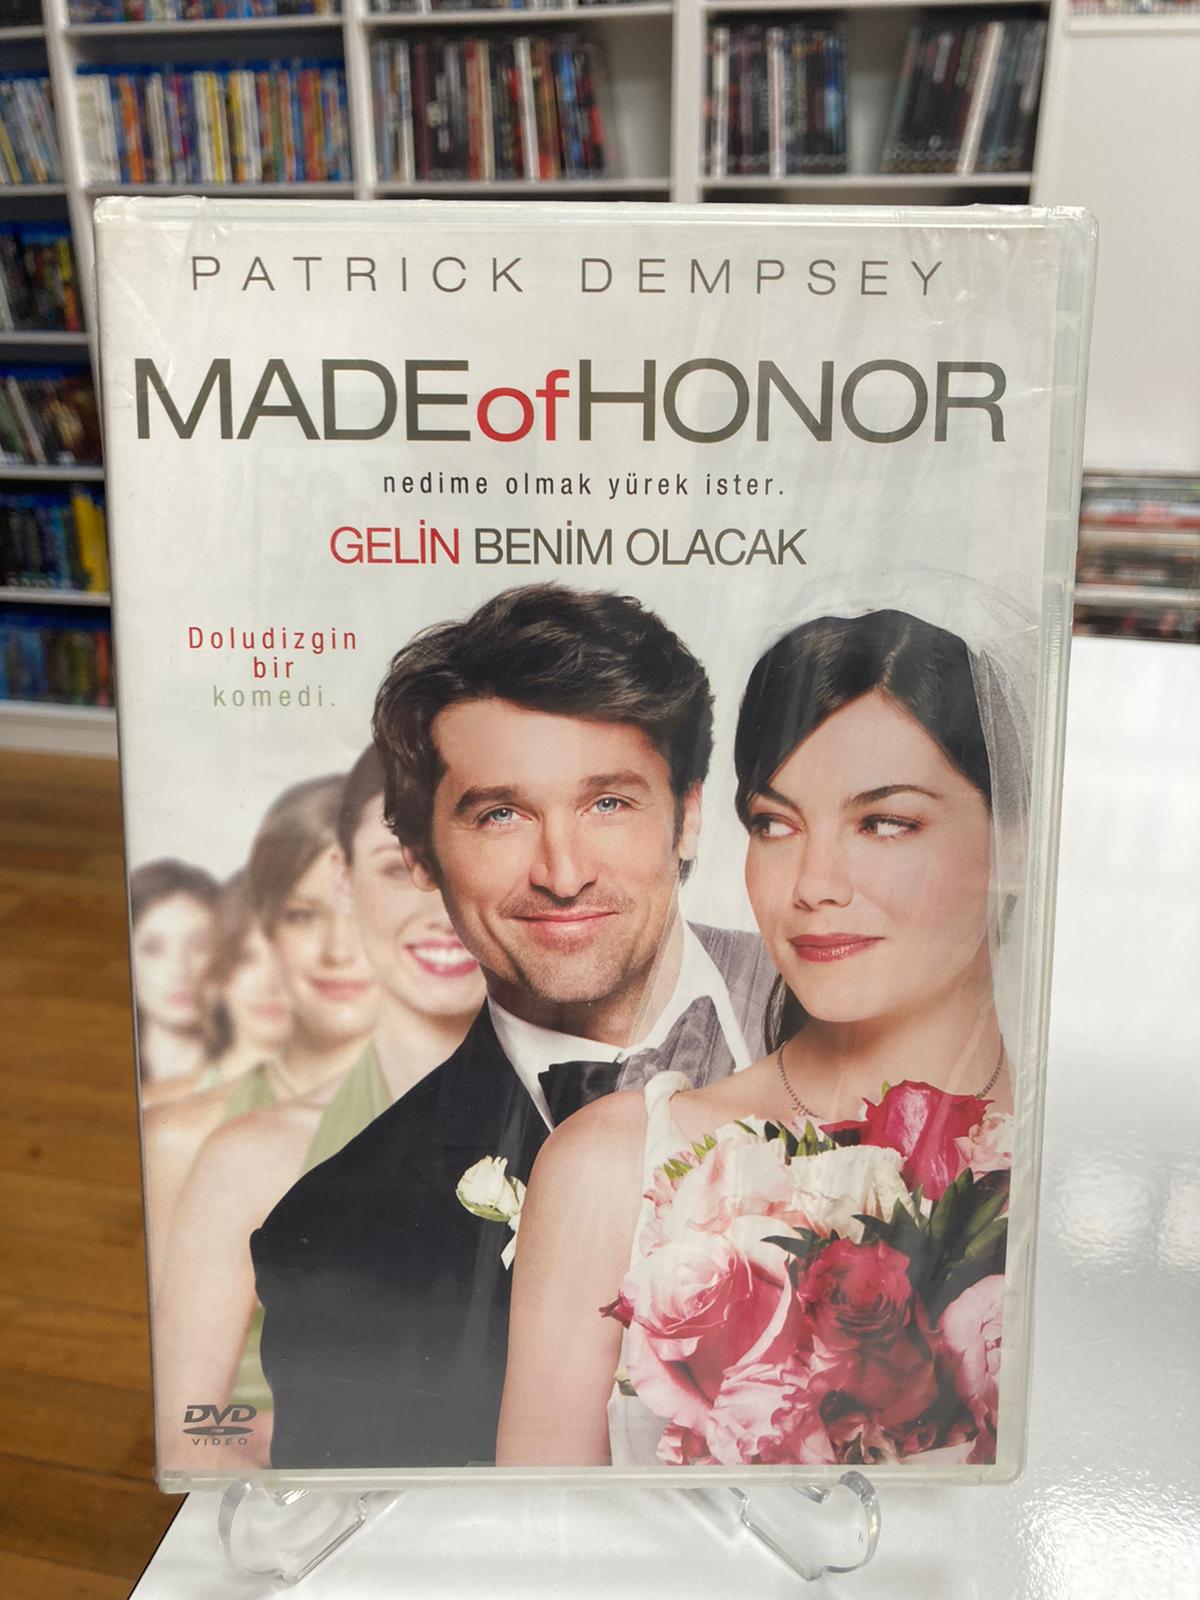 PATRICK DEMPSEY
MADE of HONOR
nedime olmak yürek ister.
GELİN BENİM OLACAK
Doludizgin
bir
komedi.
DVD
VIDEO